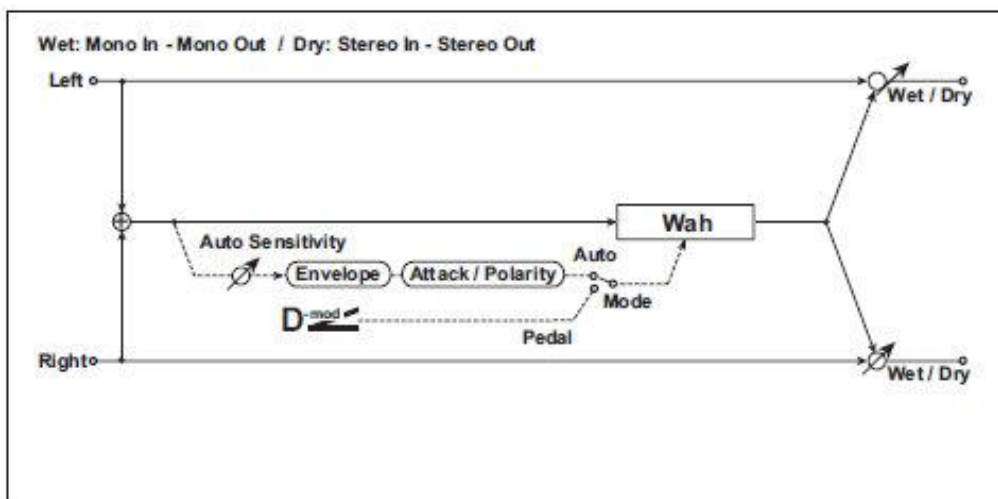 Wet: Mono In - Mono Out / Dry: Stereo In - Stereo Out
Left
Wet / Dry
Wah
Auto Sensitivity
Auto
Envelope
Attack / Polarity
Mode
D-mod
Pedal
Right
Wet / Dry